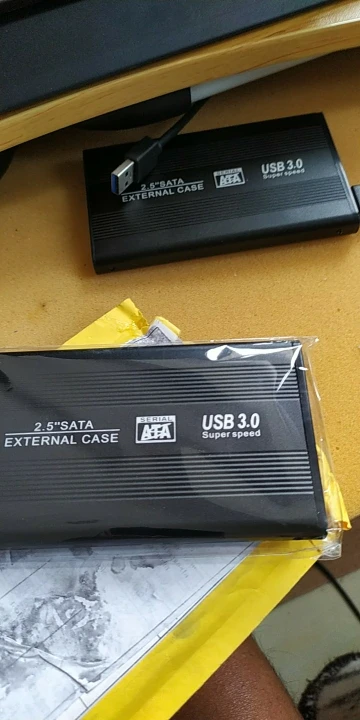 2.5"SATA
EXTERNAL CASE
SERIAL
ATA
USB 3.0
Super speed
2.5"SATA
EXTERNAL CASE
SERIAL
ATA
USB 3.0
Super speed